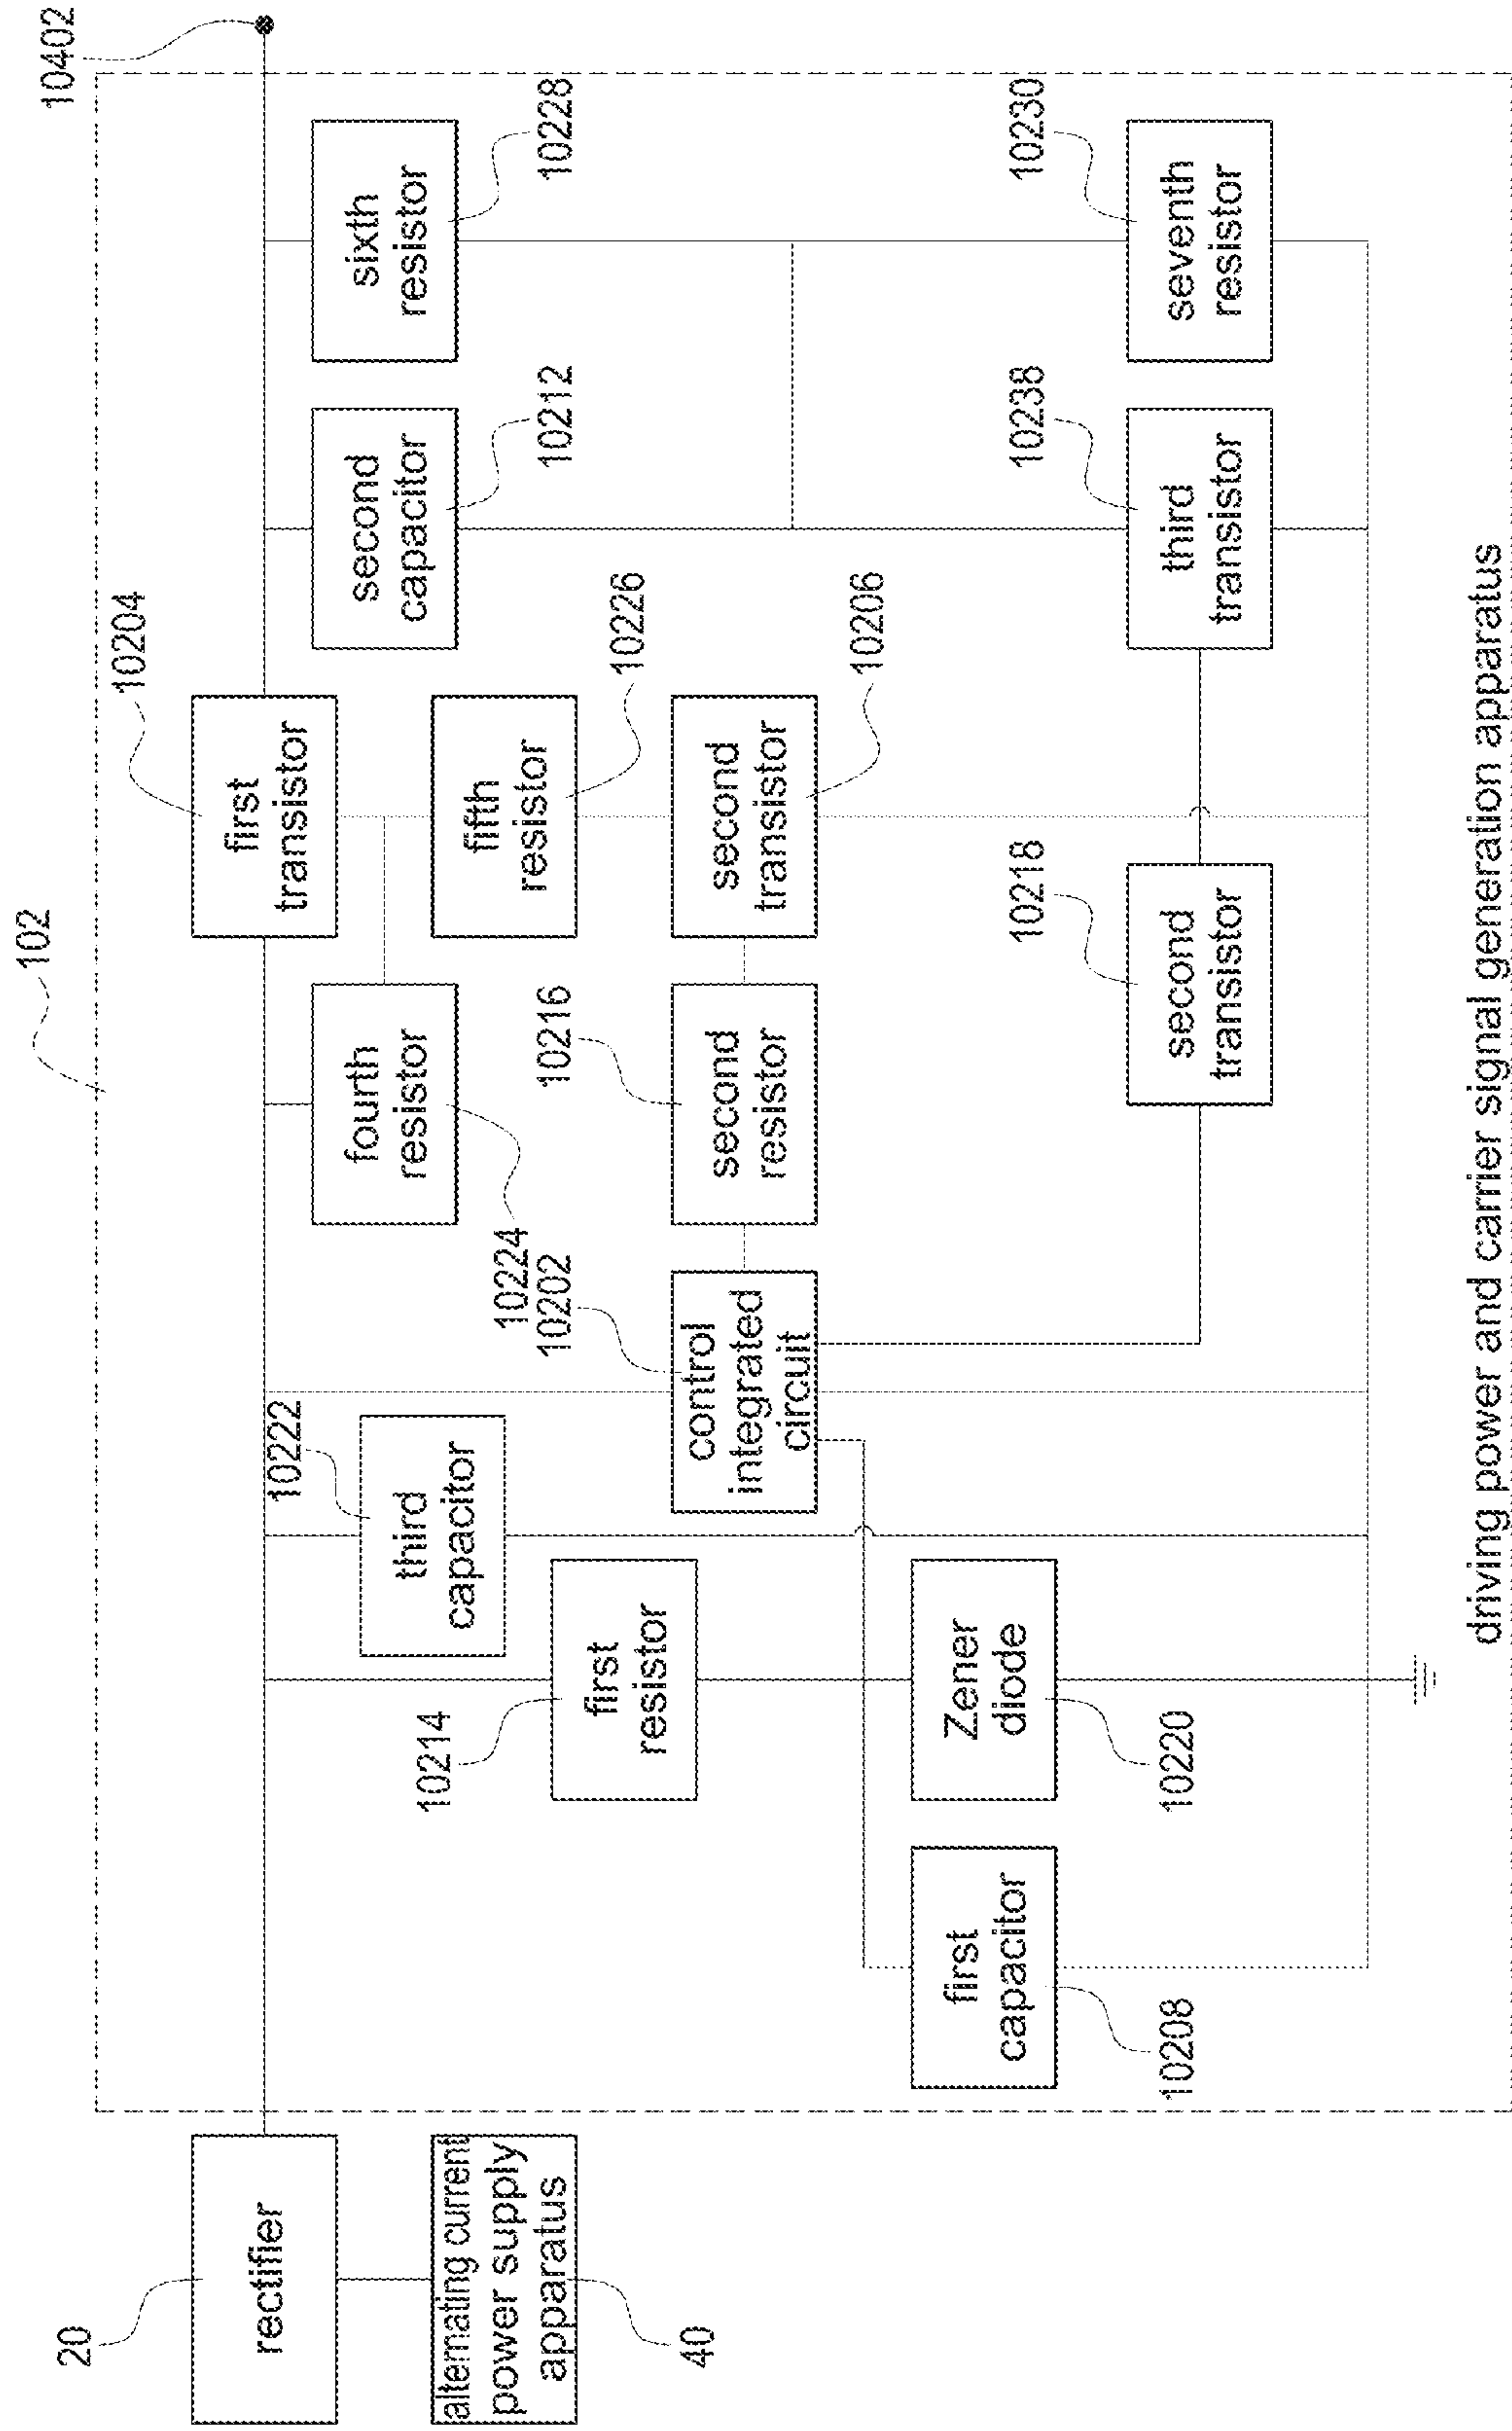 102
10402
10204
20
rectifier
alternating current
power supply
apparatus
40
first
transistor
fourth
resistor
10224
second
capacitor
10212
sixth
resistor
10228
third
capacitor
10222
fifth
resistor
10226
10214
first
resistor
10202
control
integrated
circuit
10216
second
resistor
second
transistor
10206
first
capacitor
10208
Zener
diode
10220
10218
second
transistor
10238
third
transistor
10230
seventh
resistor
driving power and carrier signal generation apparatus